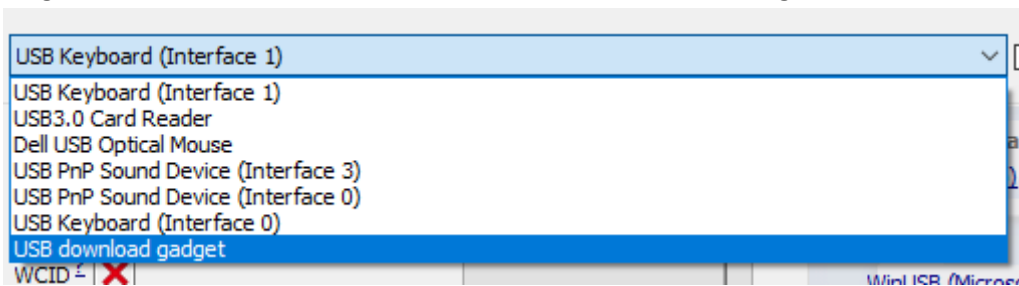 USB Keyboard (Interface 1)
USB Keyboard (Interface 1)
USB3.0 Card Reader
Dell USB Optical Mouse
USB PnP Sound Device (Interface 3)
USB PnP Sound Device (Interface 0)
USB Keyboard (Interface 0)
USB download gadget
WCID ?
WinUSB (Micros